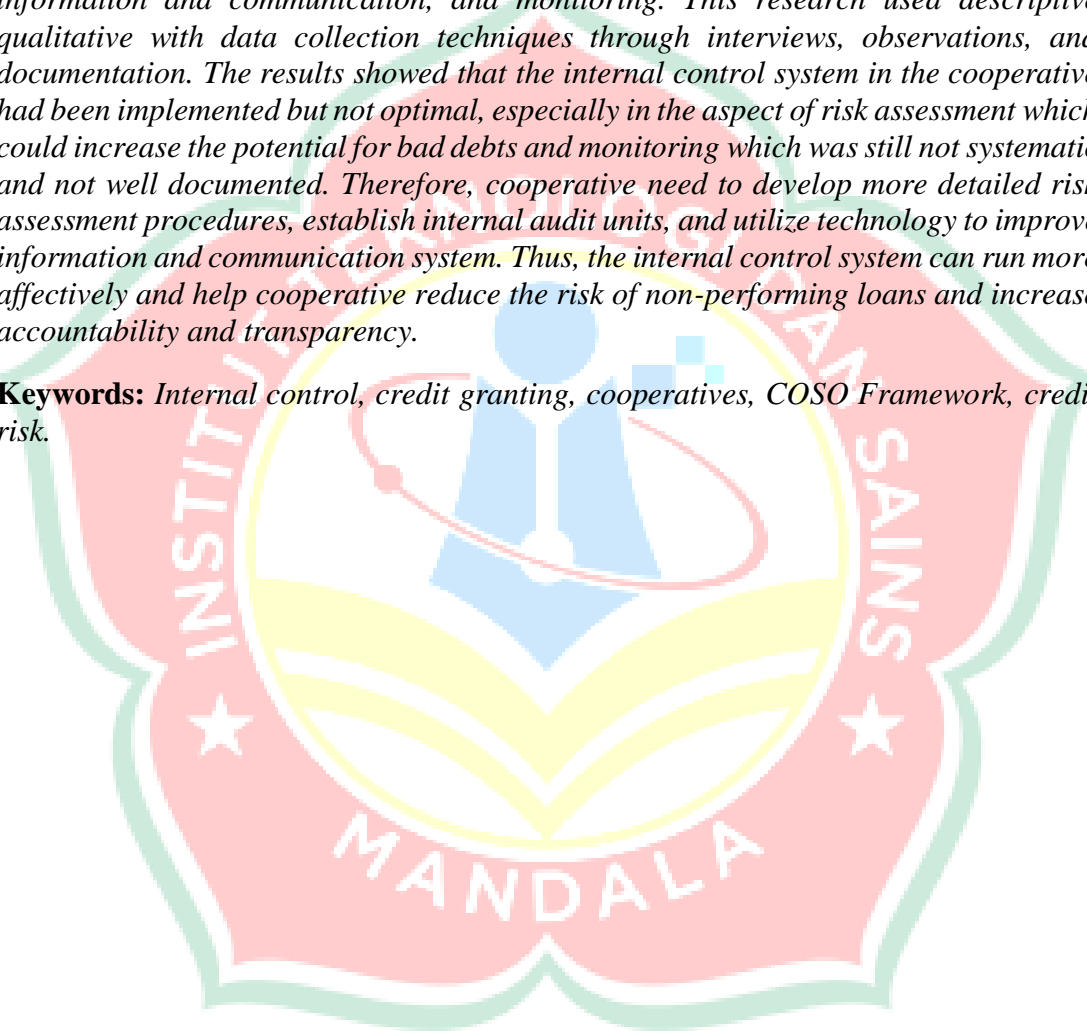 information and communication, and monitoring. This research used descriptive
qualitative with data collection techniques through interviews, observations, and
documentation. The results showed that the internal control system in the cooperative
had been implemented but not optimal, especially in the aspect of risk assessment which
could increase the potential for bad debts and monitoring which was still not systematic
and not well documented. Therefore, cooperative need to develop more detailed risk
assessment procedures, establish internal audit units, and utilize technology to improve
information and communication system. Thus, the internal control system can run more
affectively and help cooperative reduce the risk of non-performing loans and increase
accountability and transparency.
Keywords: Internal control, credit granting, cooperatives, COSO Framework, credit
risk.
INSTITUT TEKNOLOGI DAN SAINS
MANDALA